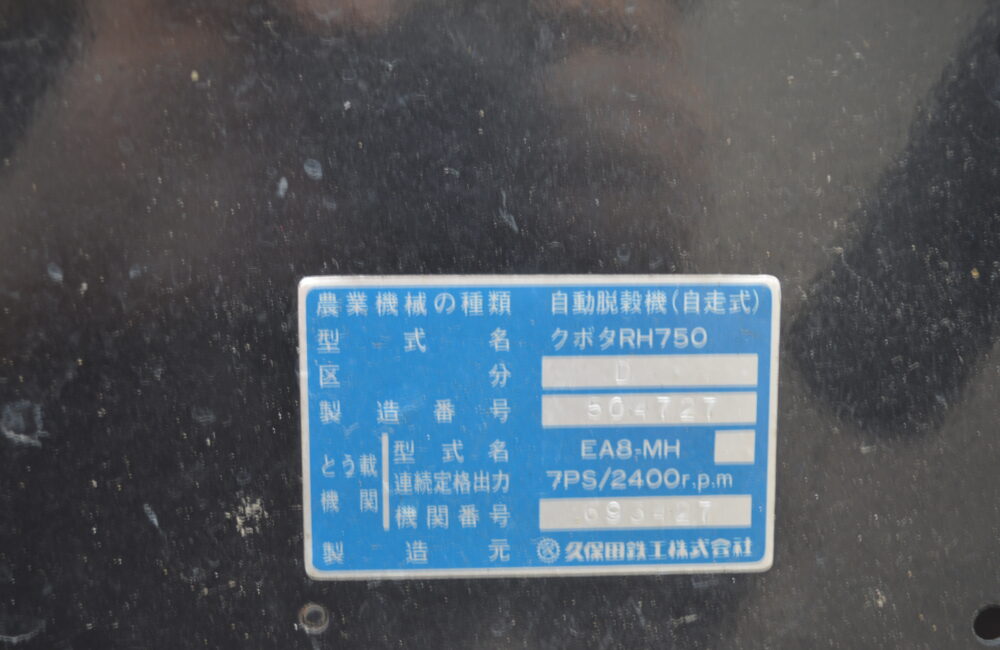 農業機械の種類 自動脱穀機(自走式)
型式名 クボタRH750
区分 D
製造番号 504727
とう載機関
型式名 EA8-MH
連続定格出力 7PS/2400r.p.m
機関番号
製造元 久保田鉄工株式会社